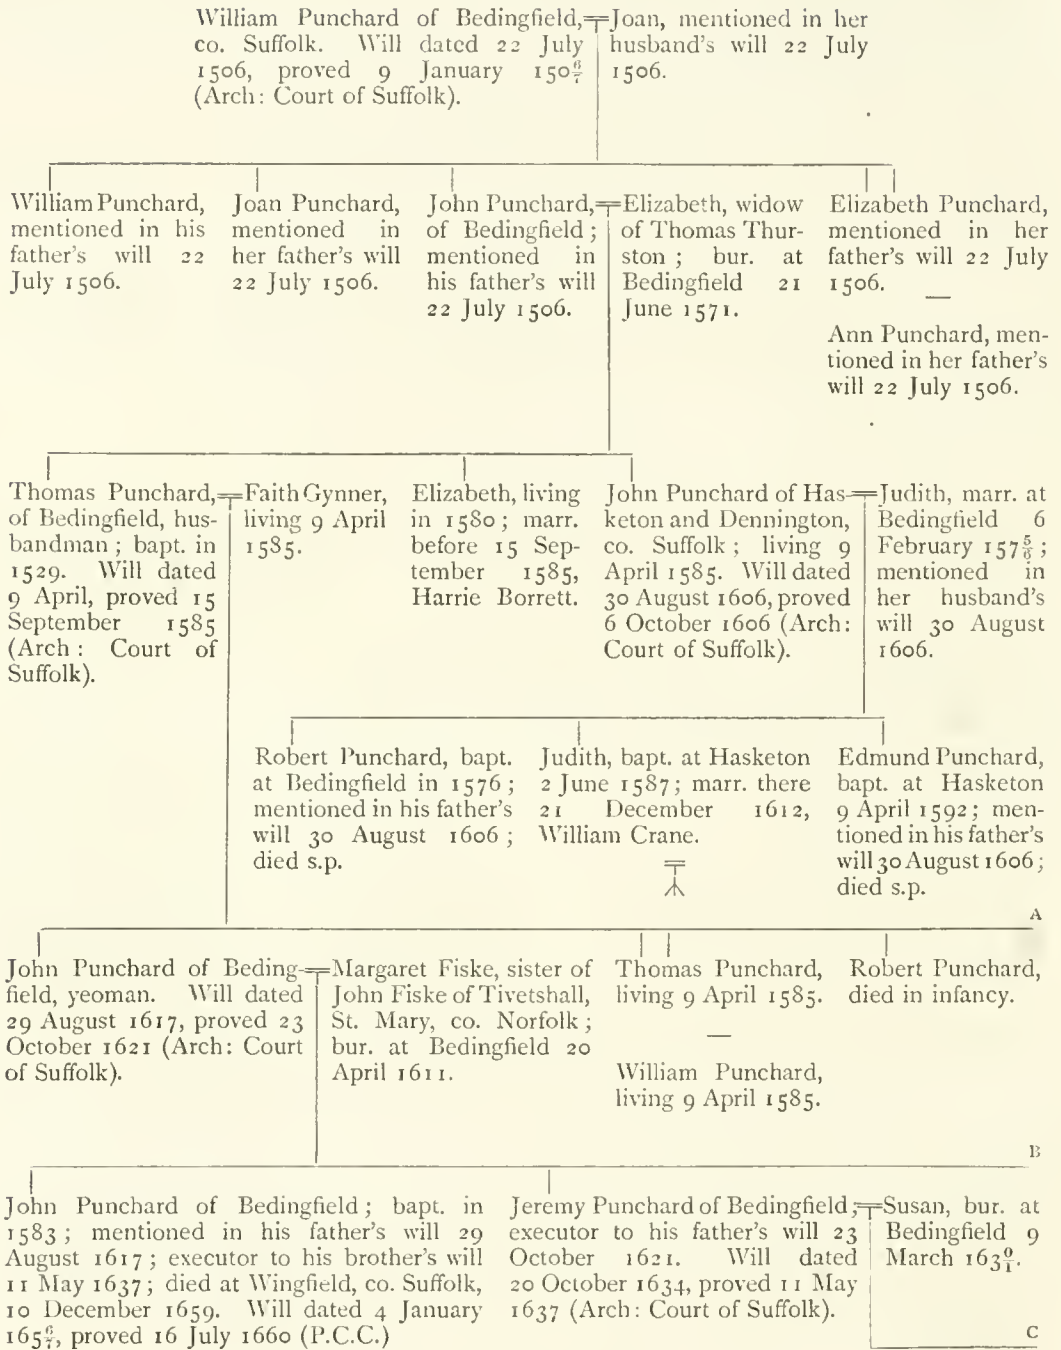 William Punchard of Bedingfield,
co. Suffolk. Will dated 22 July
1506, proved 9 January 150 6/7
(Arch: Court of Suffolk).
Joan, mentioned in her
husband's will 22 July
1506.
William Punchard,
mentioned in his
father's will 22
July 1506.
Joan Punchard,
mentioned in
her father's will
22 July 1506.
John Punchard,
of Bedingfield;
mentioned in
his father's will
22 July 1506.
Elizabeth, widow
of Thomas Thur-
ston; bur. at
Bedingfield 21
June 1571.
Elizabeth Punchard,
mentioned in her
father's will 22 July
1506.
Ann Punchard, men-
tioned in her father's
will 22 July 1506.
Thomas Punchard,
of Bedingfield, hus-
bandman; bapt. in
1529. Will dated
9 April, proved 15
September 1585
(Arch: Court of
Suffolk).
Faith Gynner,
living 9 April
1585.
Elizabeth, living
in 1580; marr.
before 15 Sep-
tember 1585,
Harrie Borrett.
John Punchard of Has-
keton and Dennington,
co. Suffolk; living 9
April 1585. Will dated
30 August 1606, proved
6 October 1606 (Arch:
Court of Suffolk).
Judith, marr. at
Bedingfield 6
February 157 5/6;
mentioned in
her husband's
will 30 August
1606.
Robert Punchard, bapt.
at Bedingfield in 1576;
mentioned in his father's
will 30 August 1606;
died s.p.
Judith, bapt. at Hasketon
2 June 1587; marr. there
21 December 1612,
William Crane.
Edmund Punchard,
bapt. at Hasketon
9 April 1592; men-
tioned in his father's
will 30 August 1606;
died s.p.
A
John Punchard of Beding-
field, yeoman. Will dated
29 August 1617, proved 23
October 1621 (Arch: Court
of Suffolk).
Margaret Fiske, sister of
John Fiske of Tivetshall,
St. Mary, co. Norfolk;
bur. at Bedingfield 20
April 1611.
Thomas Punchard,
living 9 April 1585.
William Punchard,
living 9 April 1585.
Robert Punchard,
died in infancy.
B
John Punchard of Bedingfield; bapt. in
1583; mentioned in his father's will 29
August 1617; executor to his brother's will
11 May 1637; died at Wingfield, co. Suffolk,
10 December 1659. Will dated 4 January
165 6/7, proved 16 July 1660 (P.C.C.)
Jeremy Punchard of Bedingfield;
executor to his father's will 23
October 1621. Will dated
20 October 1634, proved 11 May
1637 (Arch: Court of Suffolk).
Susan, bur. at
Bedingfield 9
March 163 0/1.
C